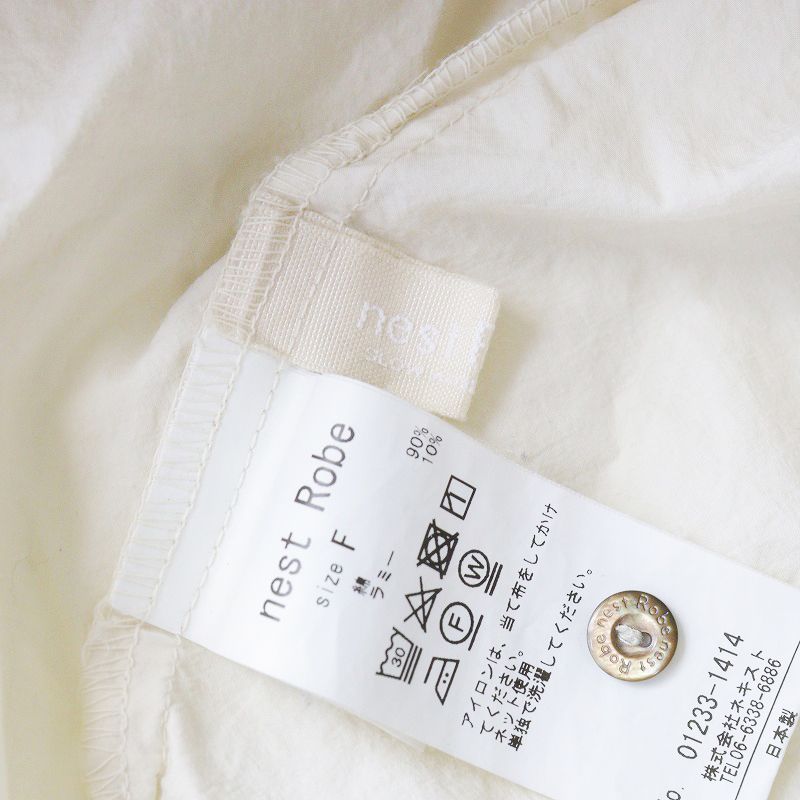 nest
nest Robe
size F
綿 90%
ラミー 10%
30
F
W
アイロンは、当て布をしてかけ
てください。
ネット使用
単独で洗濯してください。
nest Robe nest Robe
01233-1414
株式会社ネキスト
TEL06-6338-6886
日本製